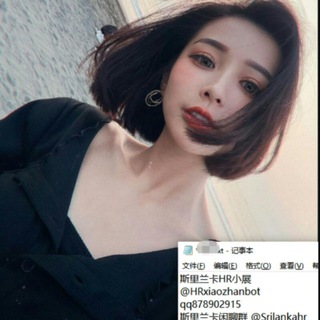 .txt - 记事本
文件(F) 编辑(E) 格式(O) 查看(V)
斯里兰卡HR小展
@HRxiaozhanbot
qq878902915
斯里兰卡闲聊群 @Srilankahr